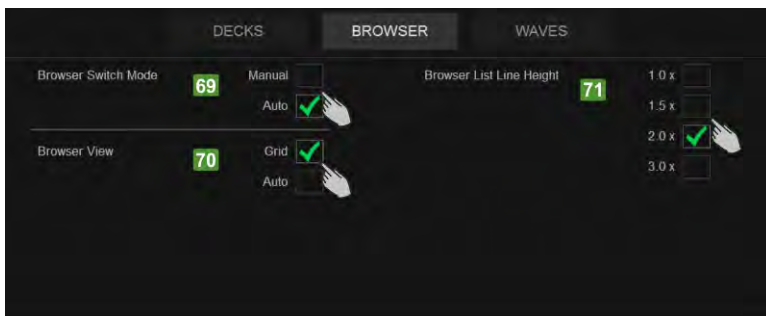 DECKS BROWSER WAVES
Browser Switch Mode 69 Manual
Auto
Browser View 70 Grid
Auto
Browser List Line Height 71 1.0 x
1.5 x
2.0 x
3.0 x